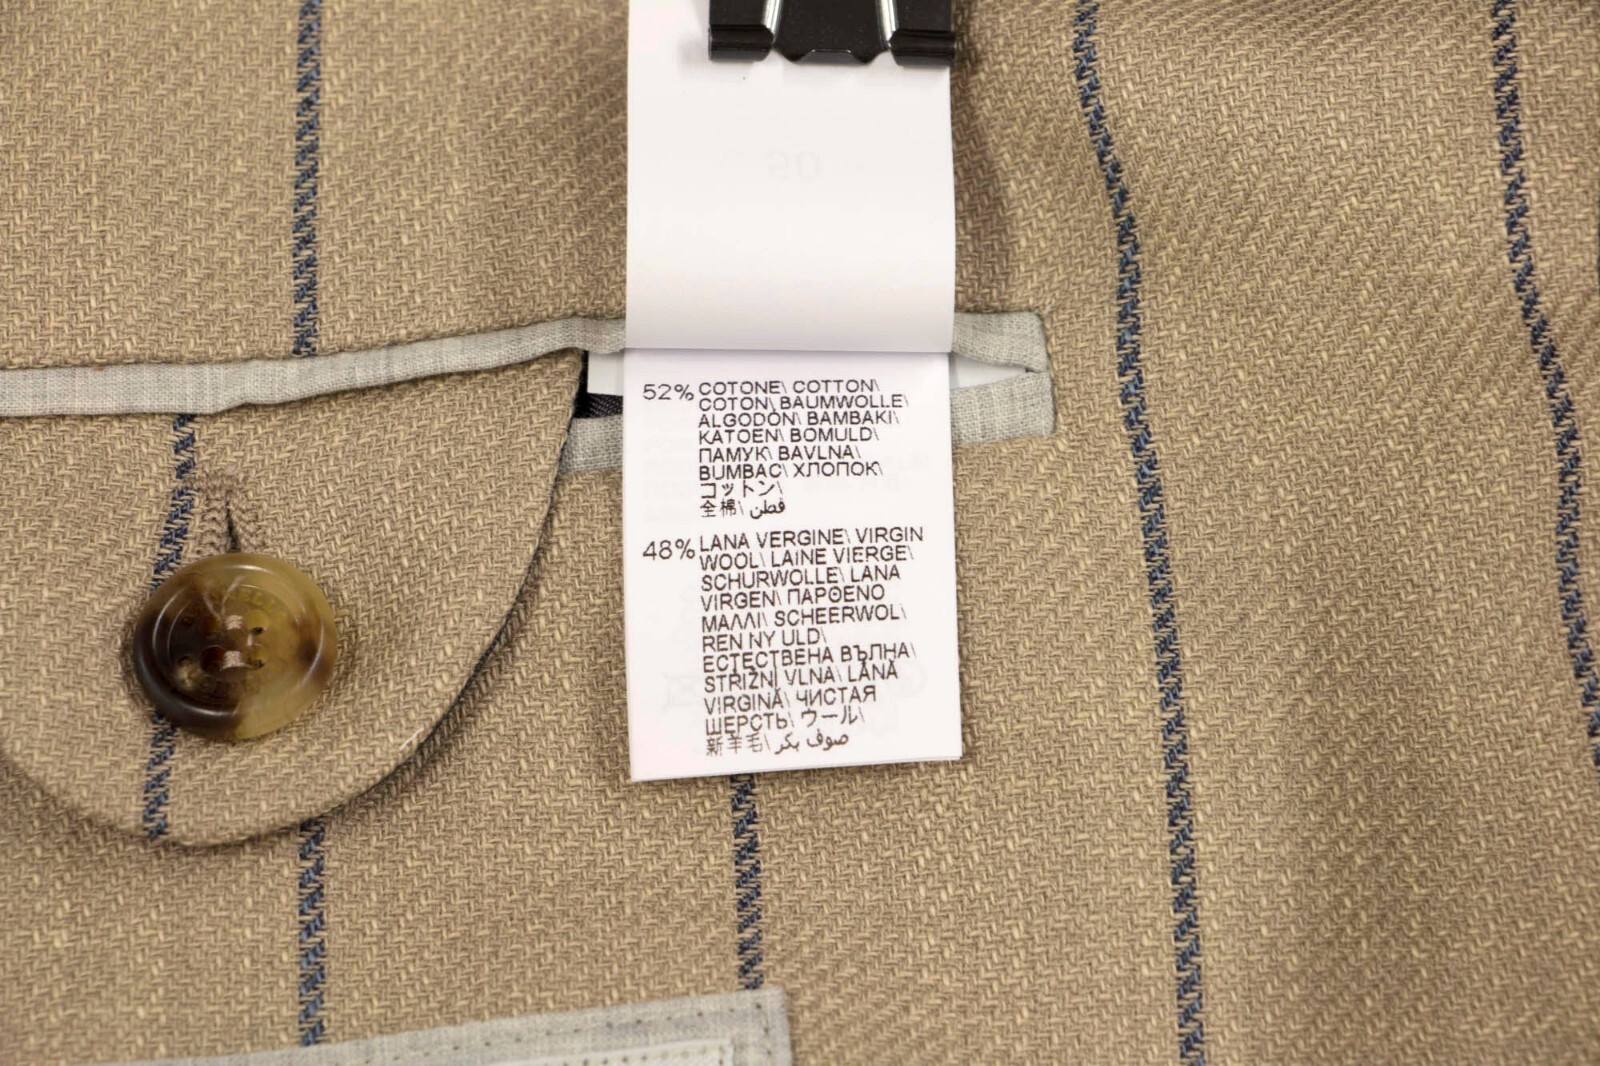 52% COTONE\ COTTON\
COTON\ BAUMWOLLE\
ALGODÓN\ BAMBAKI\
KATOEN\ BOMULD\
ПАМУК\ BAVLNA\
BUMBAC\ ХЛОПОК\
コットン\
全棉\ قطن
48% LANA VERGINE\ VIRGIN
WOOL\ LAINE VIERGE\
SCHURWOLLE\ LANA
VIRGEN\ ΠΑΡΘΕΝΟ
ΜΑΛΛΙ\ SCHEERWOL\
REN NY ULD\
ЕСТЕСТВЕНА ВЪЛНА\
STŘIŽNÍ VLNA\ LÂNĂ
VIRGINĂ\ ЧИСТАЯ
ШЕРСТЬ\ ウール\
新羊毛\ صوف بكر